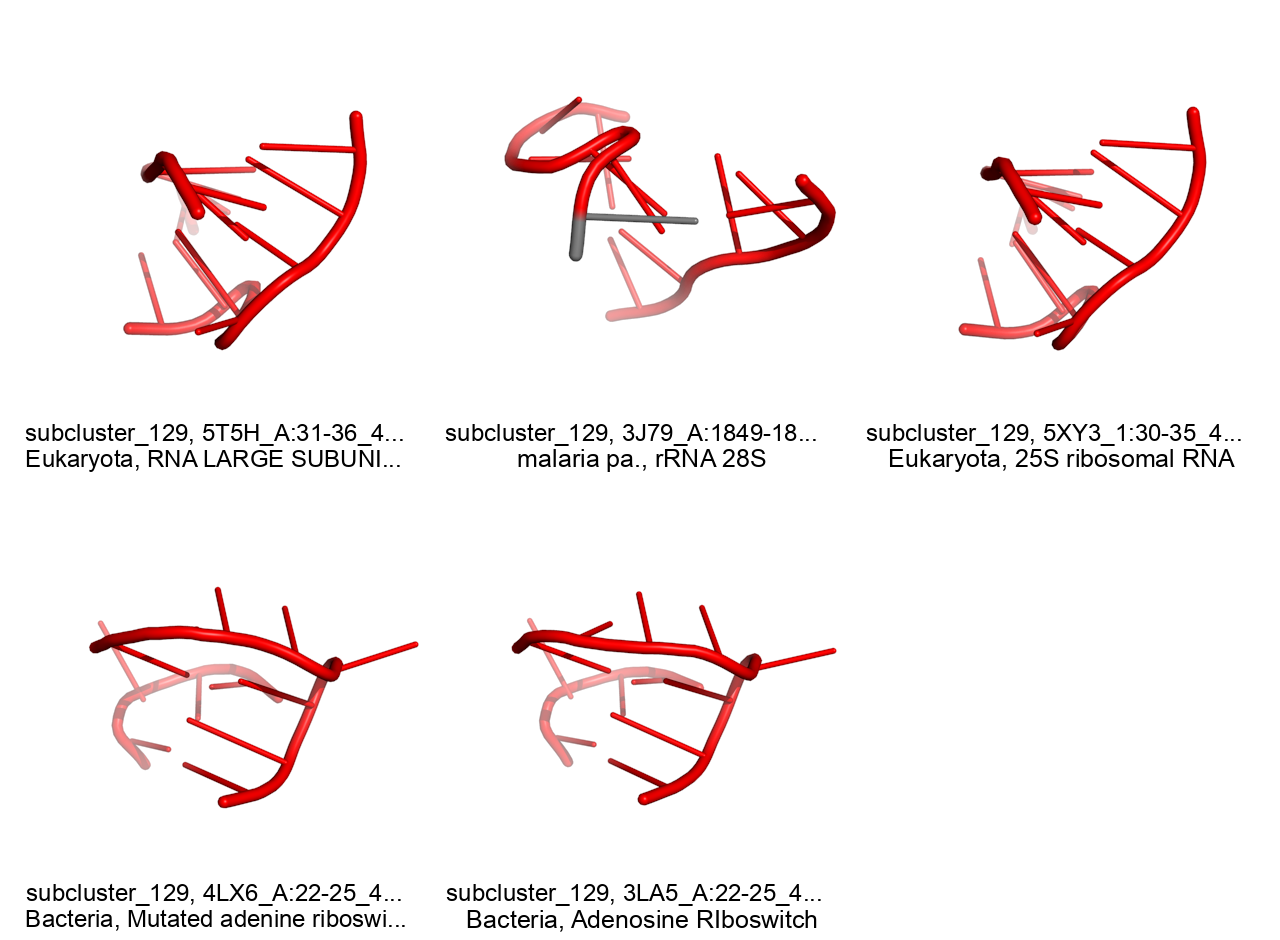 subcluster_129, 5T5H_A:31-36_4...
Eukaryota, RNA LARGE SUBUNI...
subcluster_129, 3J79_A:1849-18...
malaria pa., rRNA 28S
subcluster_129, 5XY3_1:30-35_4...
Eukaryota, 25S ribosomal RNA
subcluster_129, 4LX6_A:22-25_4...
Bacteria, Mutated adenine riboswi...
subcluster_129, 3LA5_A:22-25_4...
Bacteria, Adenosine RIboswitch